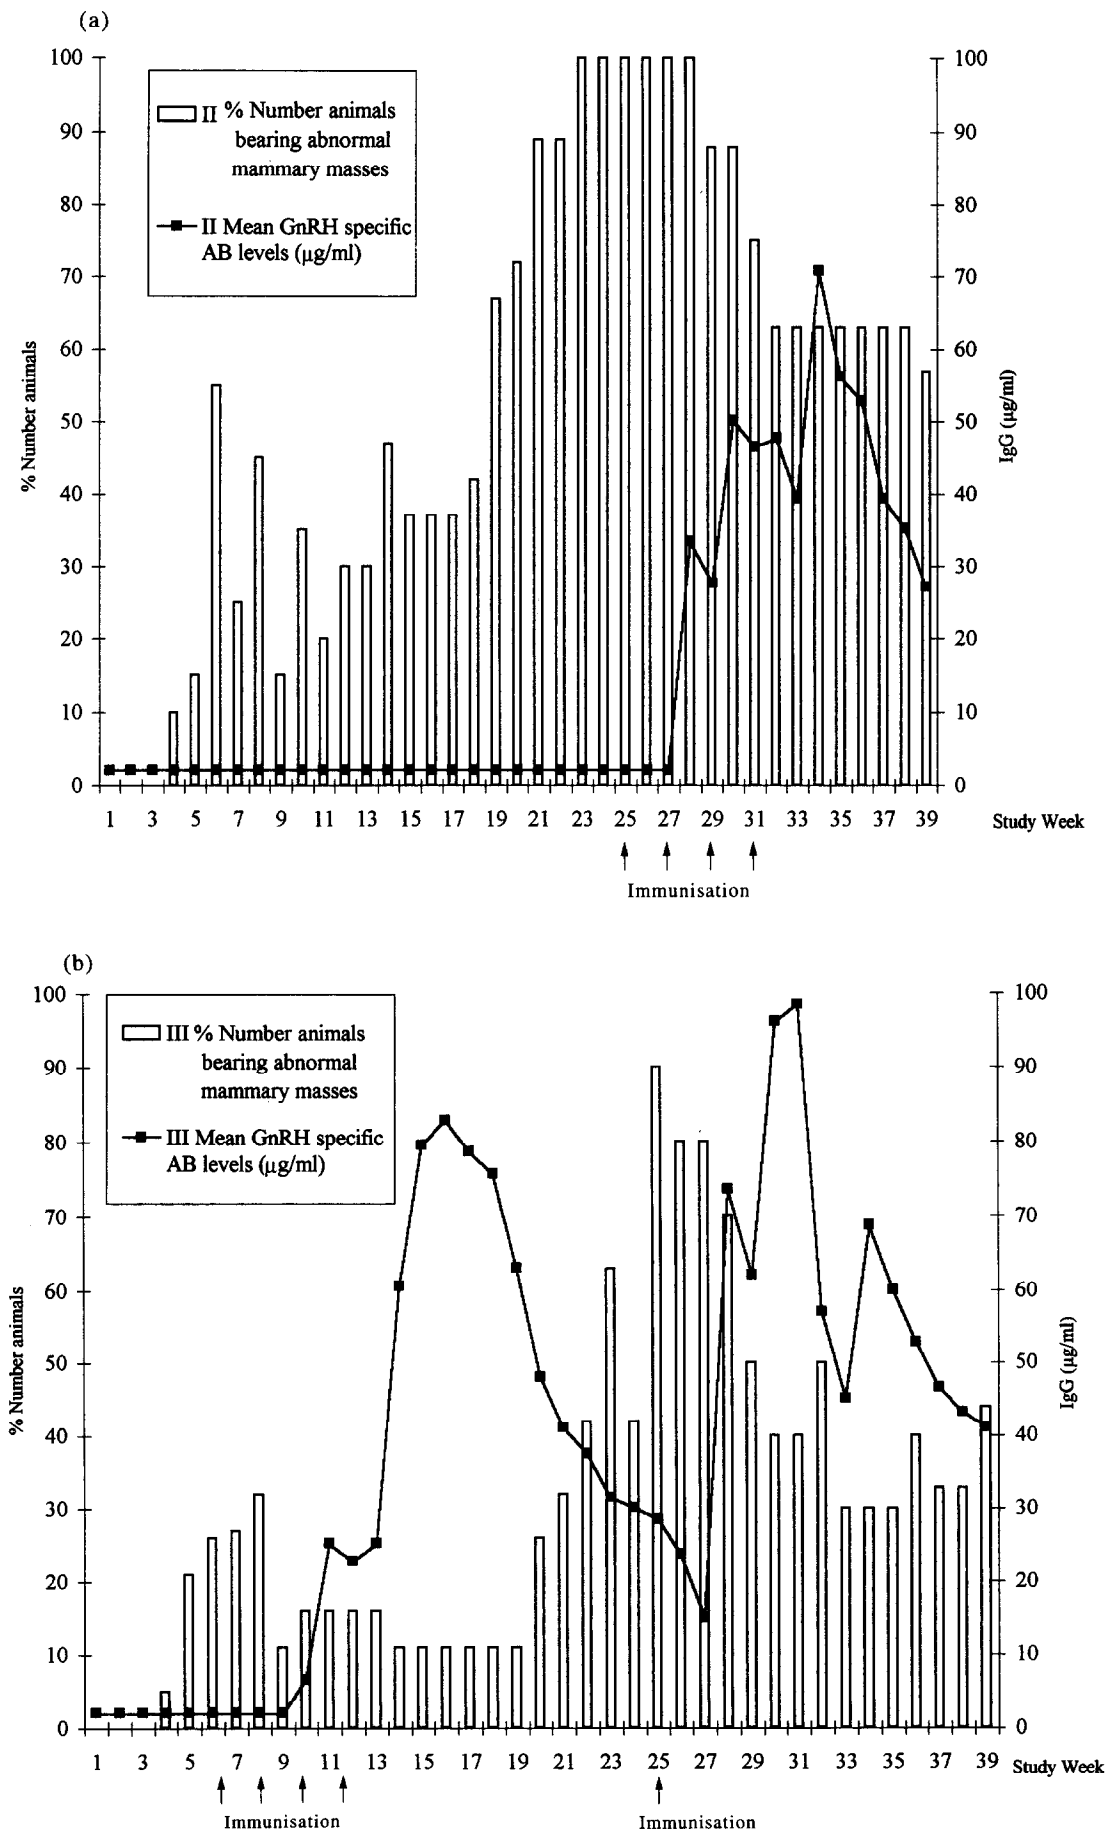 (a)
II % Number animals
bearing abnormal
mammary masses
II Mean GnRH specific
AB levels (µg/ml)
100
90
80
70
60
50
40
30
20
10
0
% Number animals
100
90
80
70
60
50
40
30
20
10
0
IgG (µg/ml)
1 3 5 7 9 11 13 15 17 19 21 23 25 27 29 31 33 35 37 39 Study Week
Immunisation
(b)
III % Number animals
bearing abnormal
mammary masses
III Mean GnRH specific
AB levels (µg/ml)
100
90
80
70
60
50
40
30
20
10
0
% Number animals
100
90
80
70
60
50
40
30
20
10
0
IgG (µg/ml)
1 3 5 7 9 11 13 15 17 19 21 23 25 27 29 31 33 35 37 39 Study Week
Immunisation Immunisation